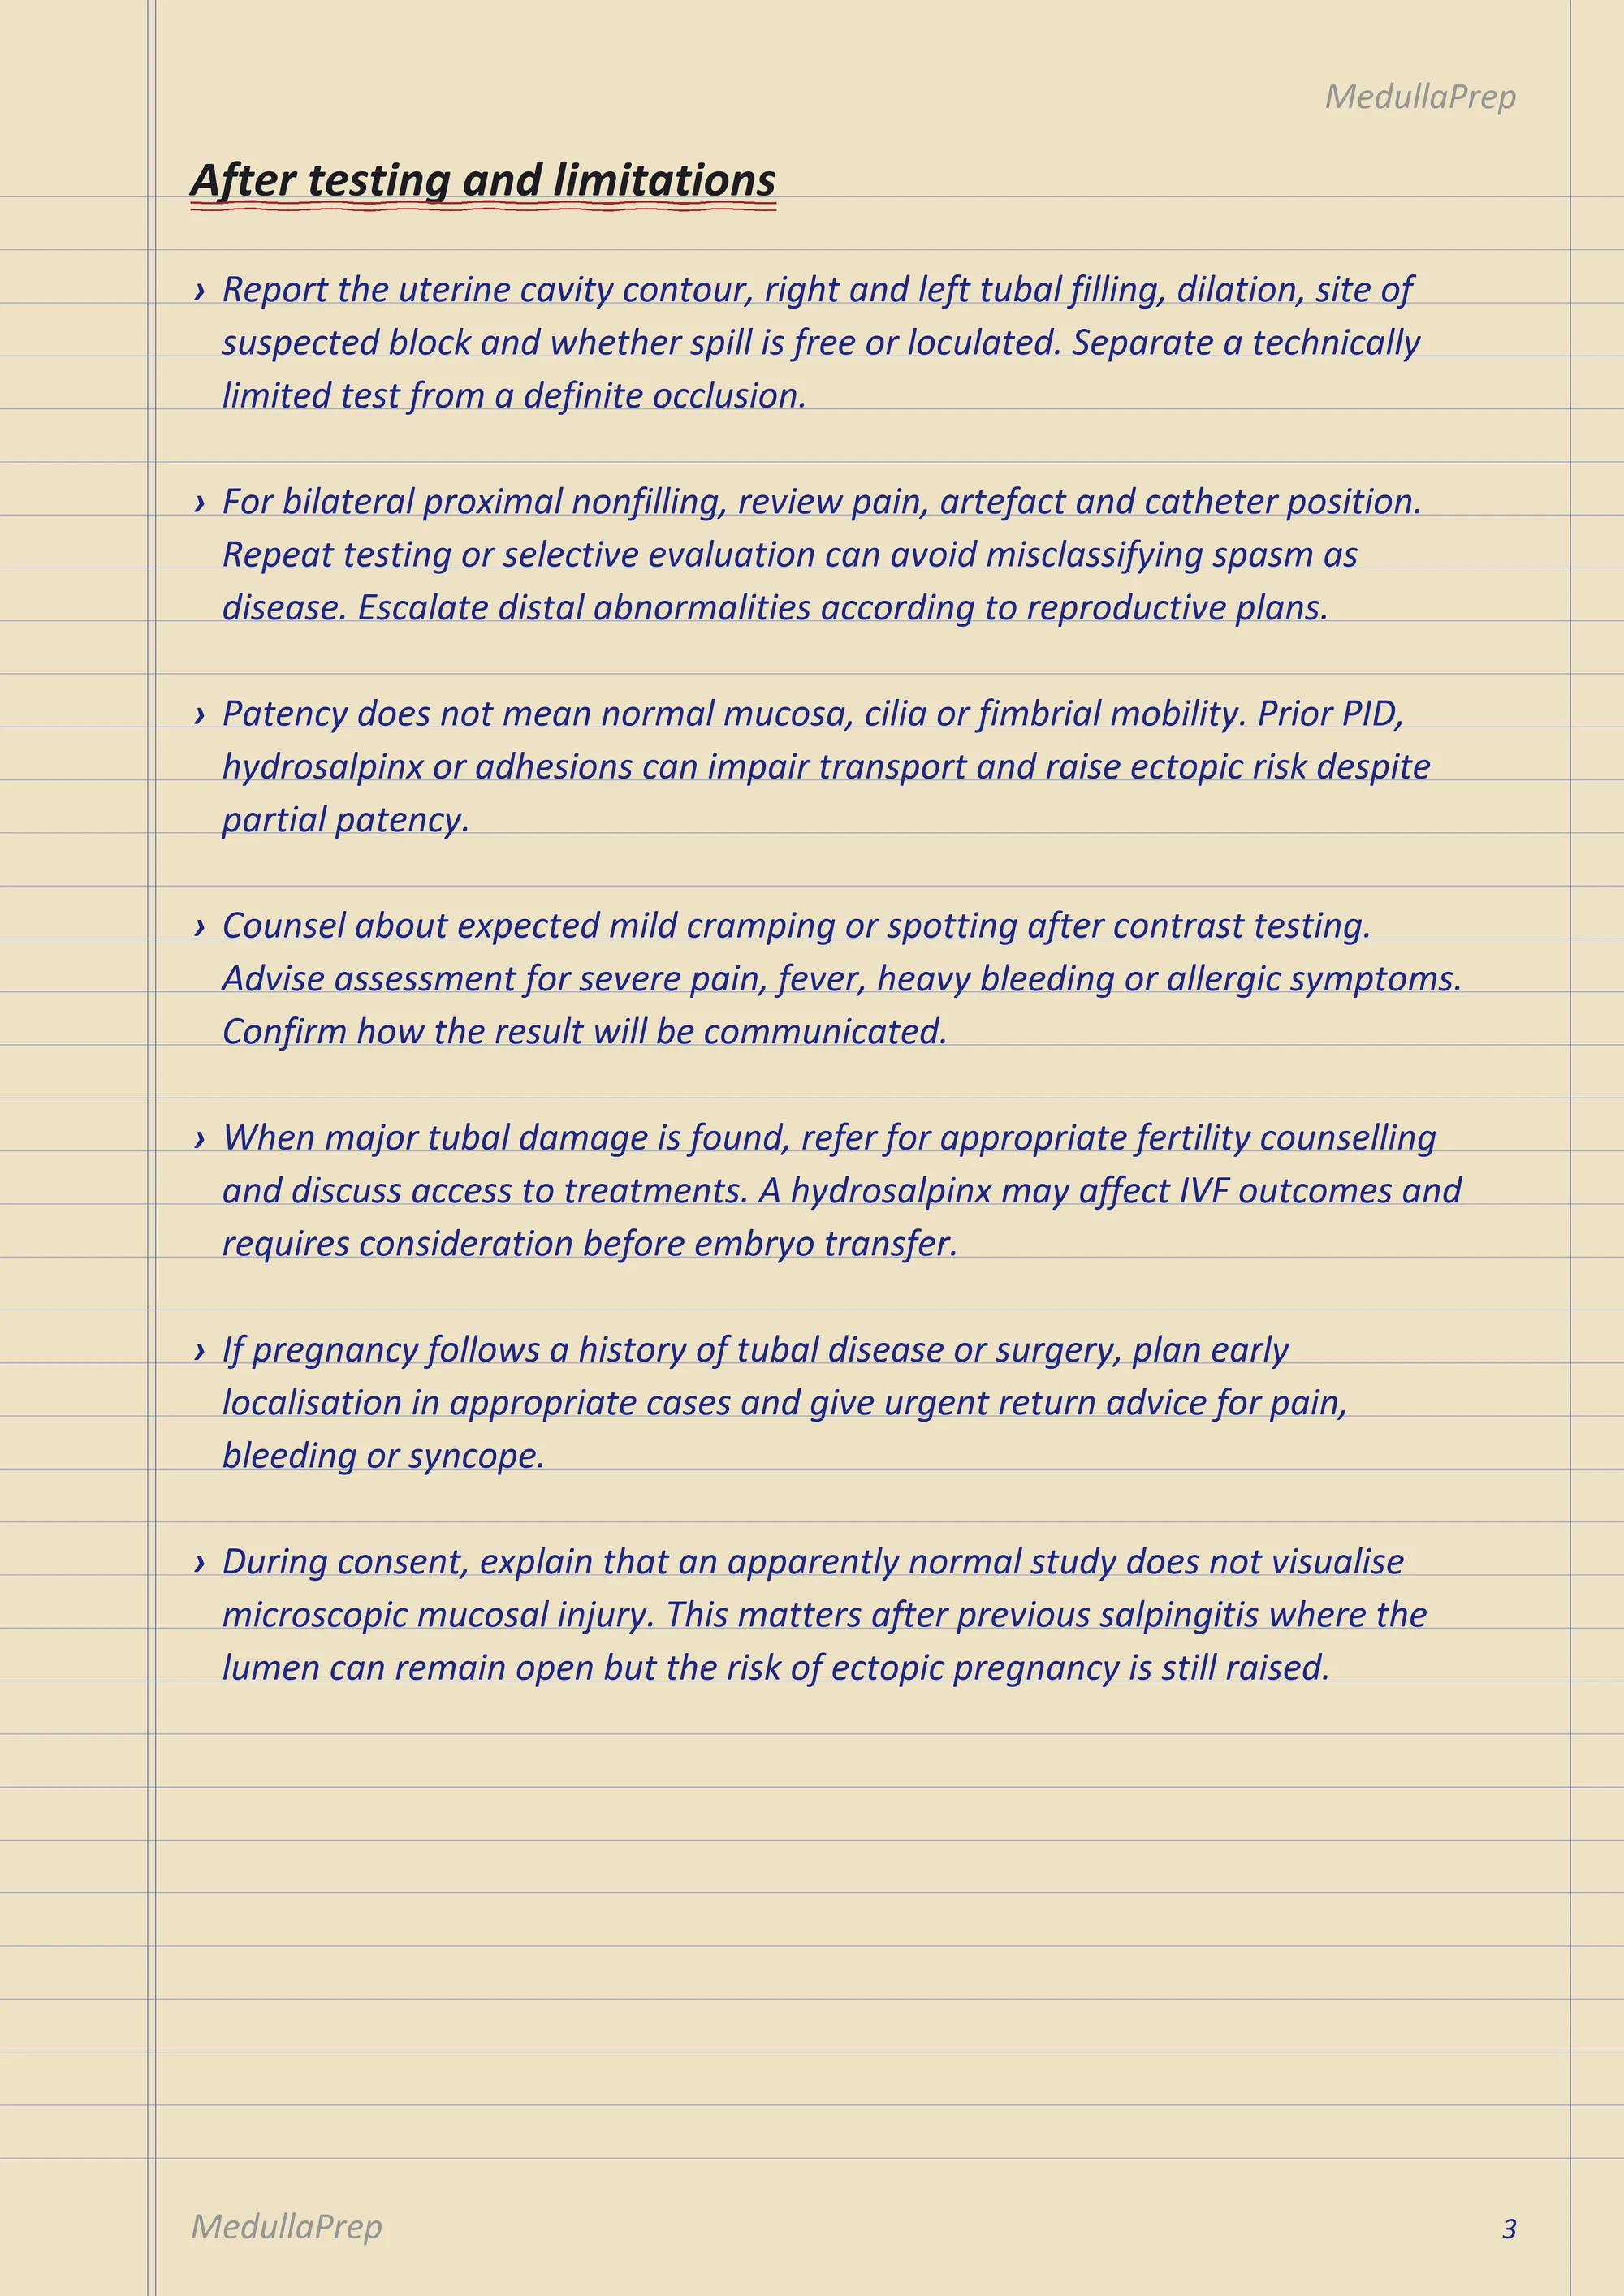 MedullaPrep
After testing and limitations
› Report the uterine cavity contour, right and left tubal filling, dilation, site of
suspected block and whether spill is free or loculated. Separate a technically
limited test from a definite occlusion.
› For bilateral proximal nonfilling, review pain, artefact and catheter position.
Repeat testing or selective evaluation can avoid misclassifying spasm as
disease. Escalate distal abnormalities according to reproductive plans.
› Patency does not mean normal mucosa, cilia or fimbrial mobility. Prior PID,
hydrosalpinx or adhesions can impair transport and raise ectopic risk despite
partial patency.
› Counsel about expected mild cramping or spotting after contrast testing.
Advise assessment for severe pain, fever, heavy bleeding or allergic symptoms.
Confirm how the result will be communicated.
› When major tubal damage is found, refer for appropriate fertility counselling
and discuss access to treatments. A hydrosalpinx may affect IVF outcomes and
requires consideration before embryo transfer.
› If pregnancy follows a history of tubal disease or surgery, plan early
localisation in appropriate cases and give urgent return advice for pain,
bleeding or syncope.
› During consent, explain that an apparently normal study does not visualise
microscopic mucosal injury. This matters after previous salpingitis where the
lumen can remain open but the risk of ectopic pregnancy is still raised.
MedullaPrep
3